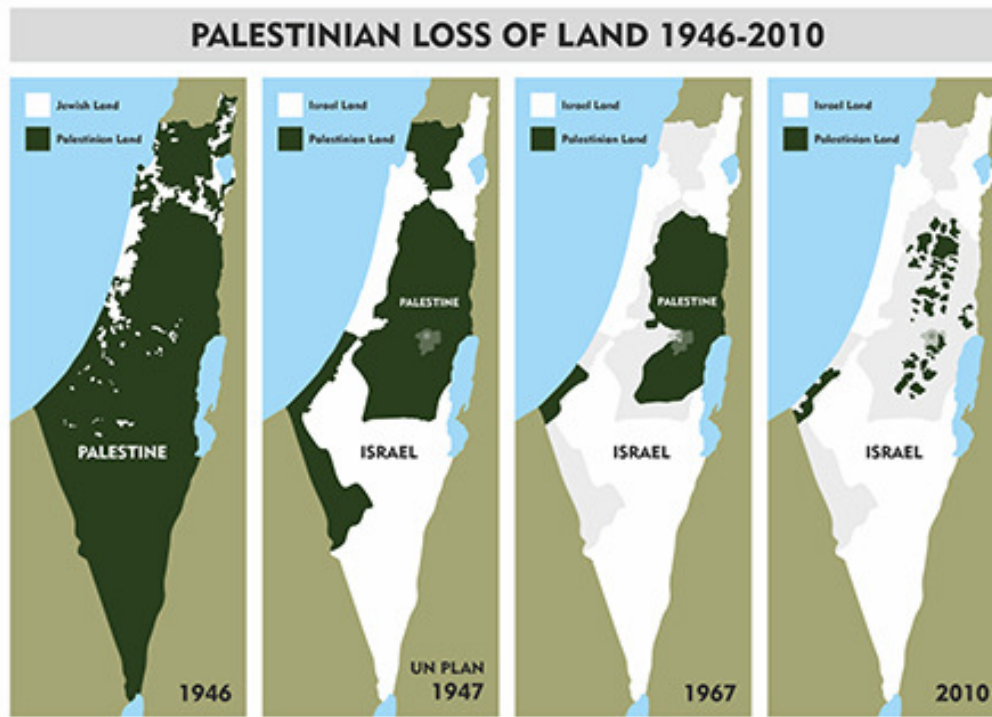 PALESTINIAN LOSS OF LAND 1946-2010
Jewish Land
Palestinian Land
PALESTINE
1946
Israel Land
Palestinian Land
PALESTINE
ISRAEL
UN PLAN
1947
Israel Land
Palestinian Land
PALESTINE
ISRAEL
1967
Israel Land
Palestinian Land
ISRAEL
2010